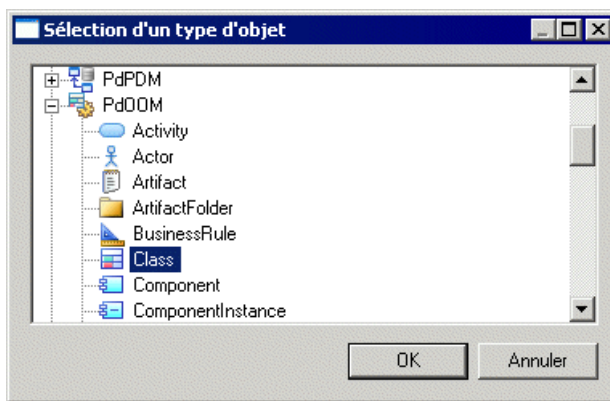 Sélection d'un type d'objet
PdPDM
PdOOM
Activity
Actor
Artifact
ArtifactFolder
BusinessRule
Class
Component
ComponentInstance
OK
Annuler